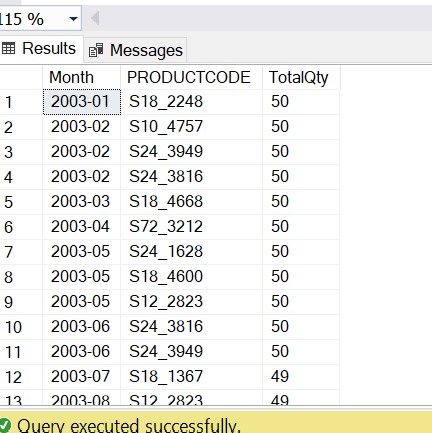 115 %
Results Messages
Month PRODUCTCODE TotalQty
1 2003-01 S18_2248 50
2 2003-02 S10_4757 50
3 2003-02 S24_3949 50
4 2003-02 S24_3816 50
5 2003-03 S18_4668 50
6 2003-04 S72_3212 50
7 2003-05 S24_1628 50
8 2003-05 S18_4600 50
9 2003-05 S12_2823 50
10 2003-06 S24_3816 50
11 2003-06 S24_3949 50
12 2003-07 S18_1367 49
13 2003-08 S12_2823 49
Query executed successfully.